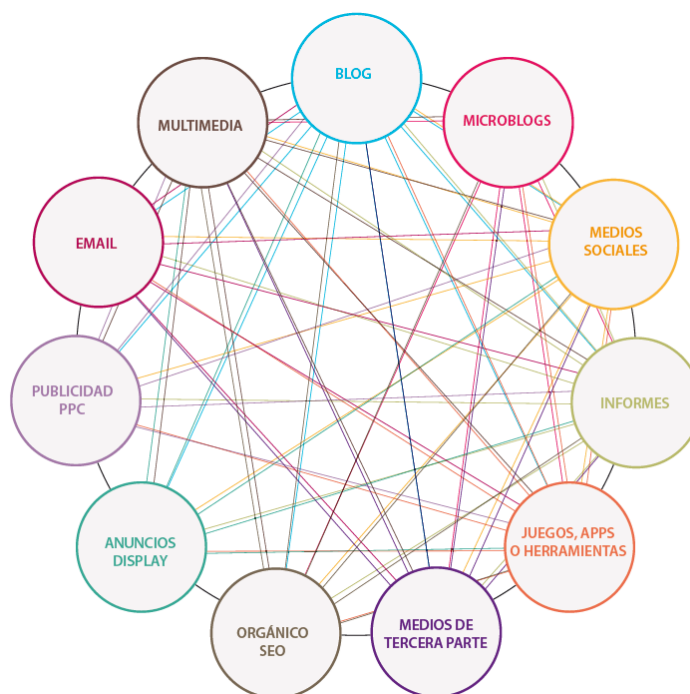 BLOG
MICROBLOGS
MEDIOS
SOCIALES
INFORMES
JUEGOS, APPS
O HERRAMIENTAS
MEDIOS DE
TERCERA PARTE
ORGÁNICO
SEO
ANUNCIOS
DISPLAY
PUBLICIDAD
PPC
EMAIL
MULTIMEDIA